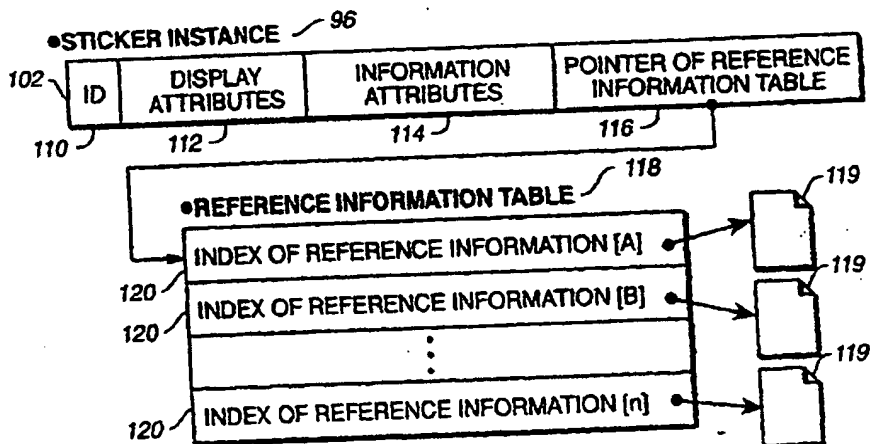 •STICKER INSTANCE 96
102 ID DISPLAY ATTRIBUTES INFORMATION ATTRIBUTES POINTER OF REFERENCE INFORMATION TABLE
110 112 114 116
•REFERENCE INFORMATION TABLE 118
119
INDEX OF REFERENCE INFORMATION [A]
120
119
INDEX OF REFERENCE INFORMATION [B]
120
119
INDEX OF REFERENCE INFORMATION [n]
120